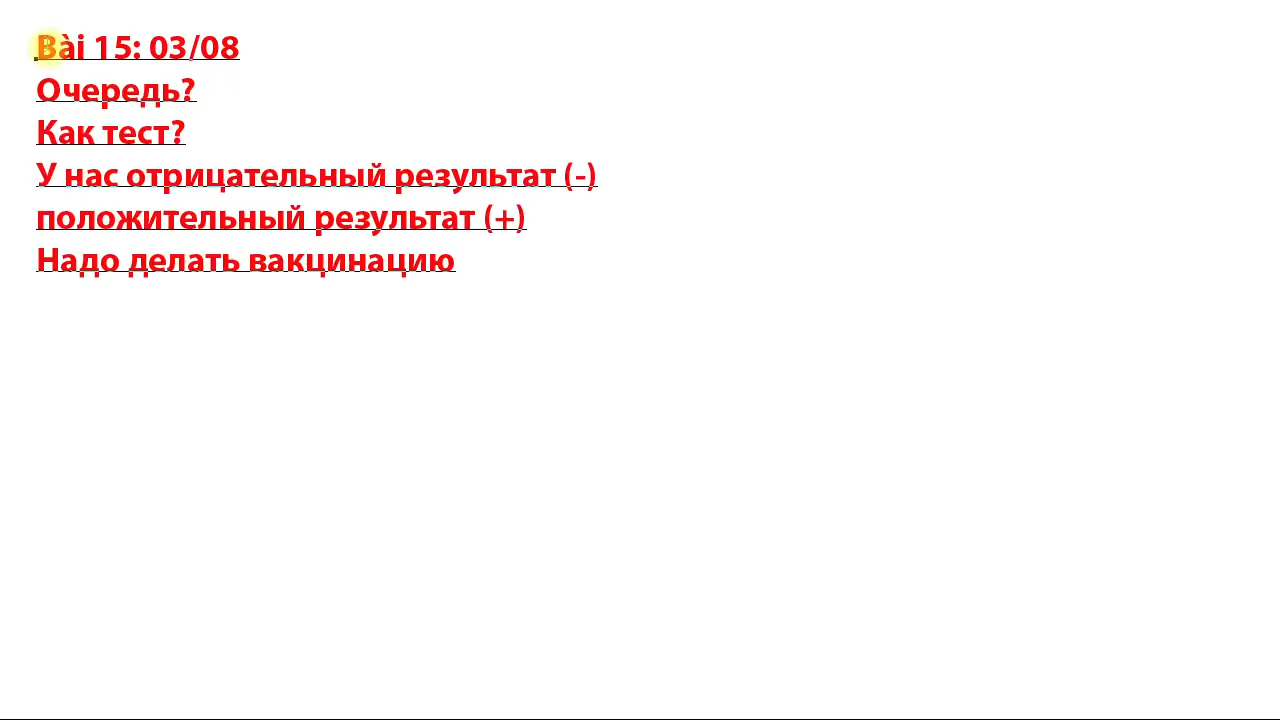 Bài 15: 03/08
Очередь?
Как тест?
У нас отрицательный результат (-)
положительный результат (+)
Надо делать вакцинацию